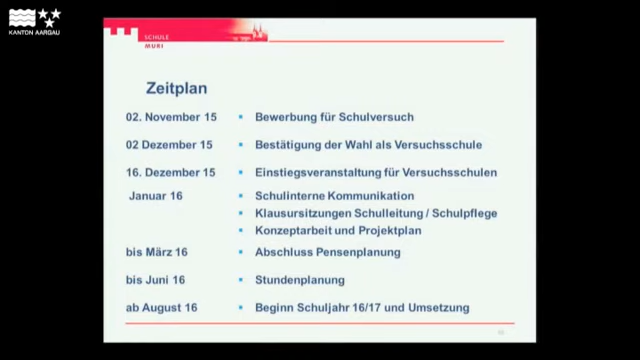 KANTON AARGAU
SCHULE
MURI
Zeitplan
02. November 15 ▪ Bewerbung für Schulversuch
02 Dezember 15 ▪ Bestätigung der Wahl als Versuchsschule
16. Dezember 15 ▪ Einstiegsveranstaltung für Versuchsschulen
Januar 16 ▪ Schulinterne Kommunikation
▪ Klausursitzungen Schulleitung / Schulpflege
▪ Konzeptarbeit und Projektplan
bis März 16 ▪ Abschluss Pensenplanung
bis Juni 16 ▪ Stundenplanung
ab August 16 ▪ Beginn Schuljahr 16/17 und Umsetzung